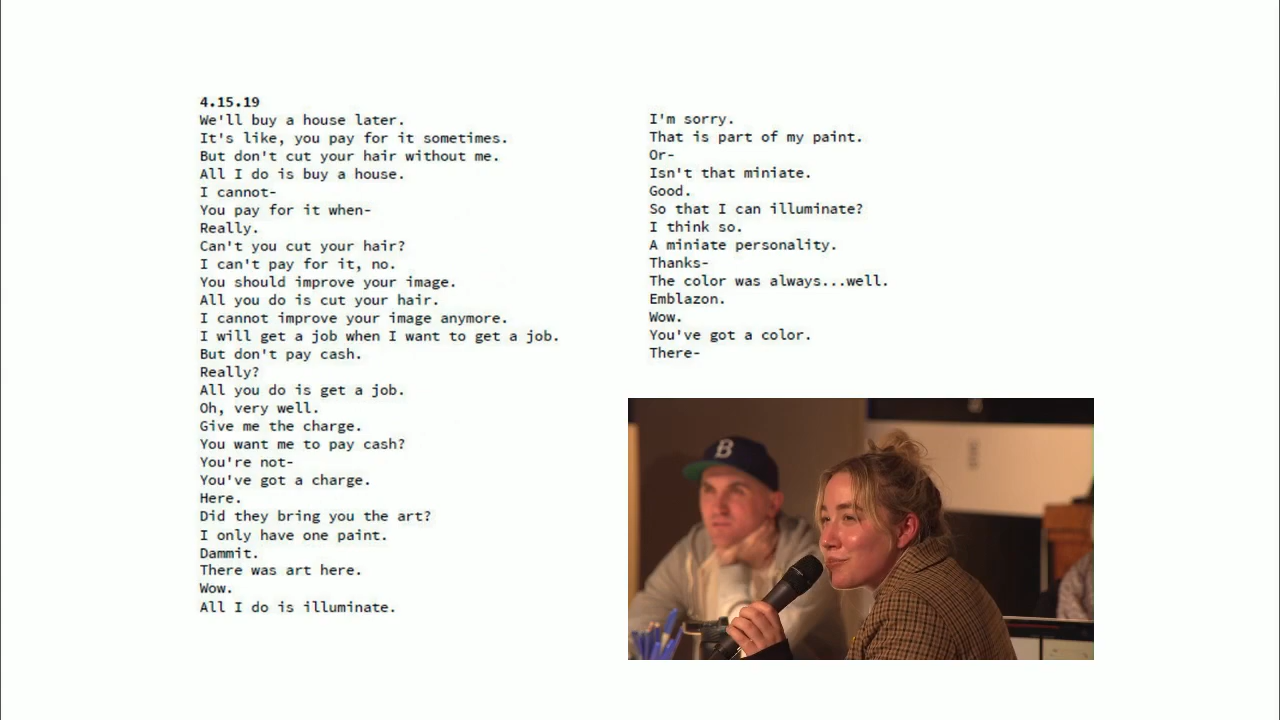 4.15.19
We'll buy a house later.
It's like, you pay for it sometimes.
But don't cut your hair without me.
All I do is buy a house.
I cannot-
You pay for it when-
Really.
Can't you cut your hair?
I can't pay for it, no.
You should improve your image.
All you do is cut your hair.
I cannot improve your image anymore.
I will get a job when I want to get a job.
But don't pay cash.
Really?
All you do is get a job.
Oh, very well.
Give me the charge.
You want me to pay cash?
You're not-
You've got a charge.
Here.
Did they bring you the art?
I only have one paint.
Dammit.
There was art here.
Wow.
All I do is illuminate.
I'm sorry.
That is part of my paint.
Or-
Isn't that miniate.
Good.
So that I can illuminate?
I think so.
A miniate personality.
Thanks-
The color was always...well.
Emblazon.
Wow.
You've got a color.
There-
B